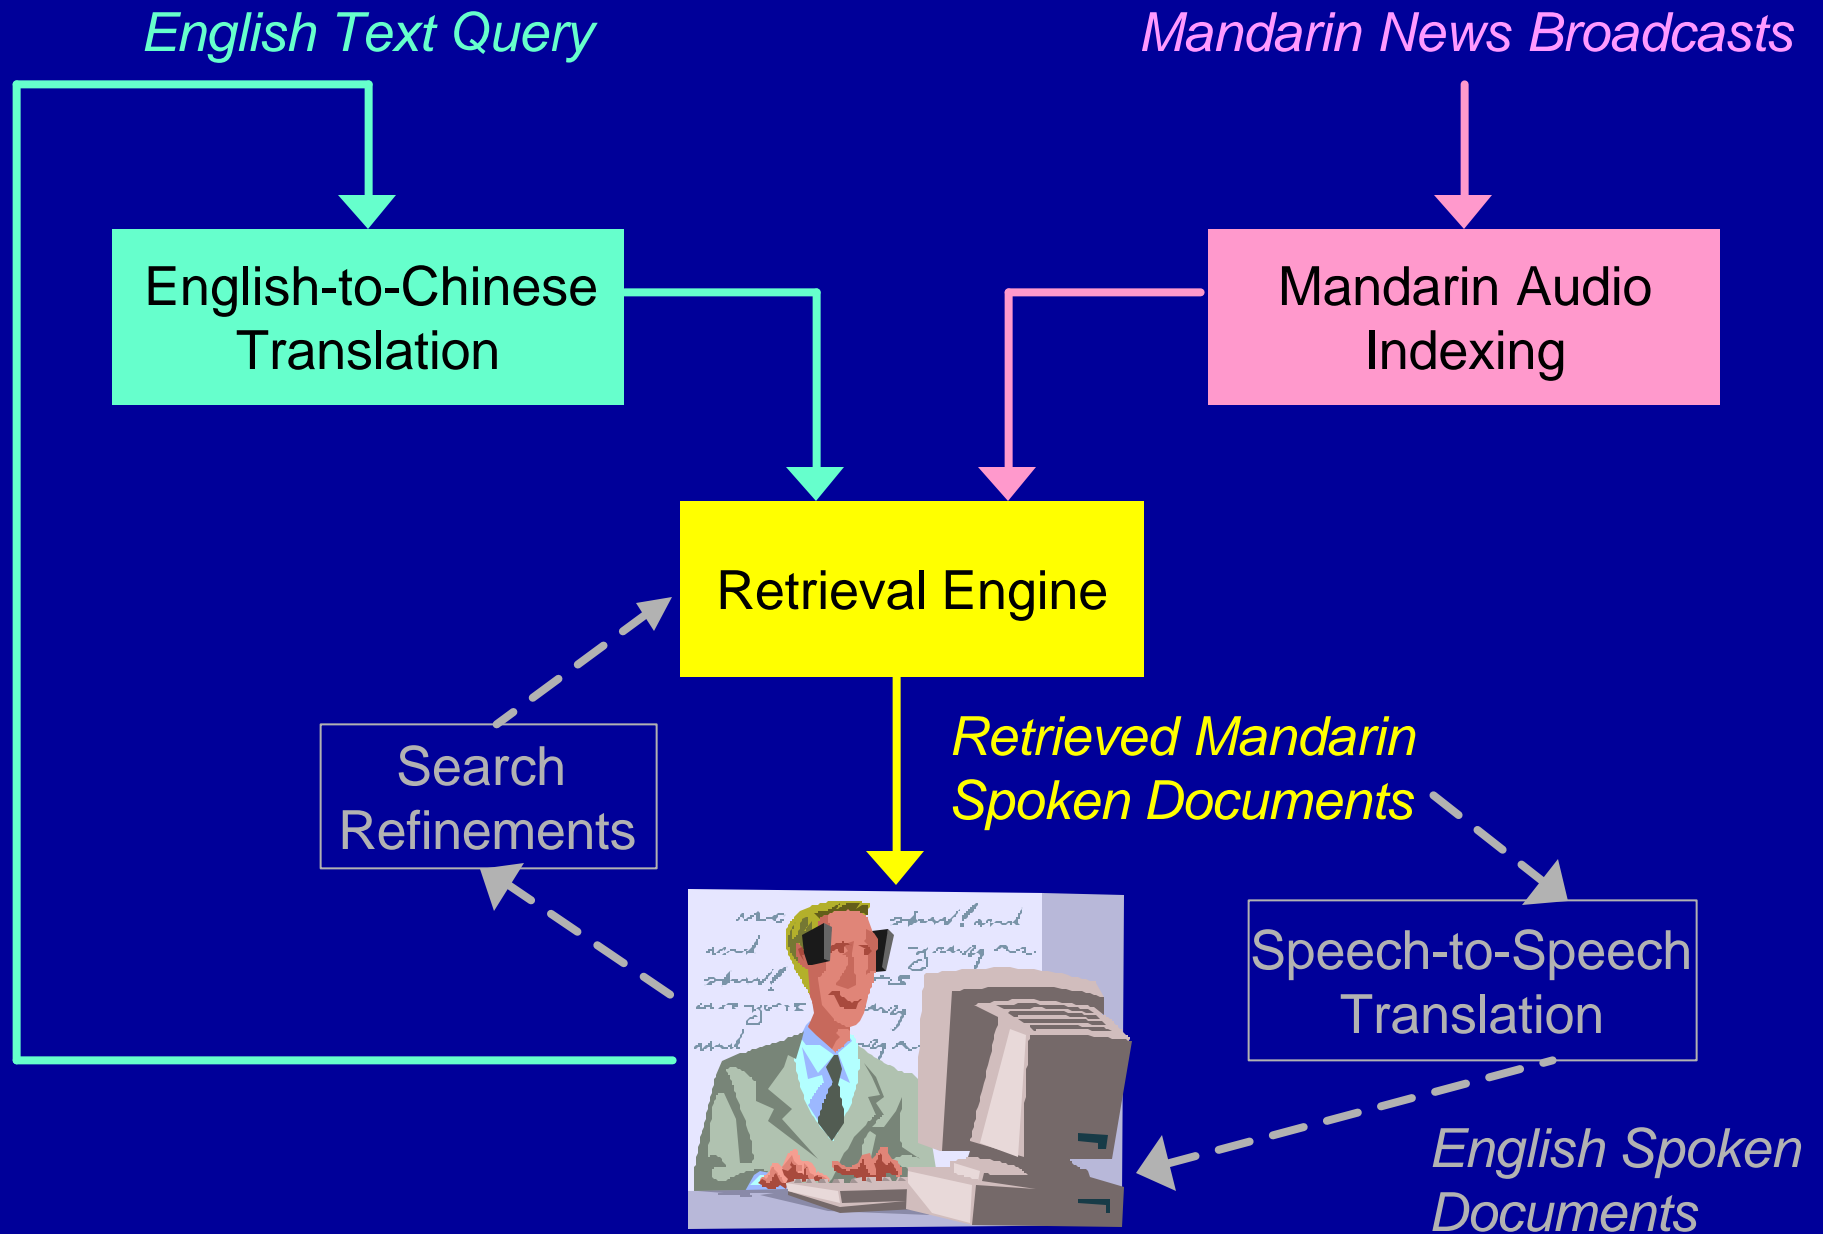 English Text Query
Mandarin News Broadcasts
English-to-Chinese
Translation
Mandarin Audio
Indexing
Retrieval Engine
Retrieved Mandarin
Spoken Documents
Search
Refinements
Speech-to-Speech
Translation
English Spoken
Documents